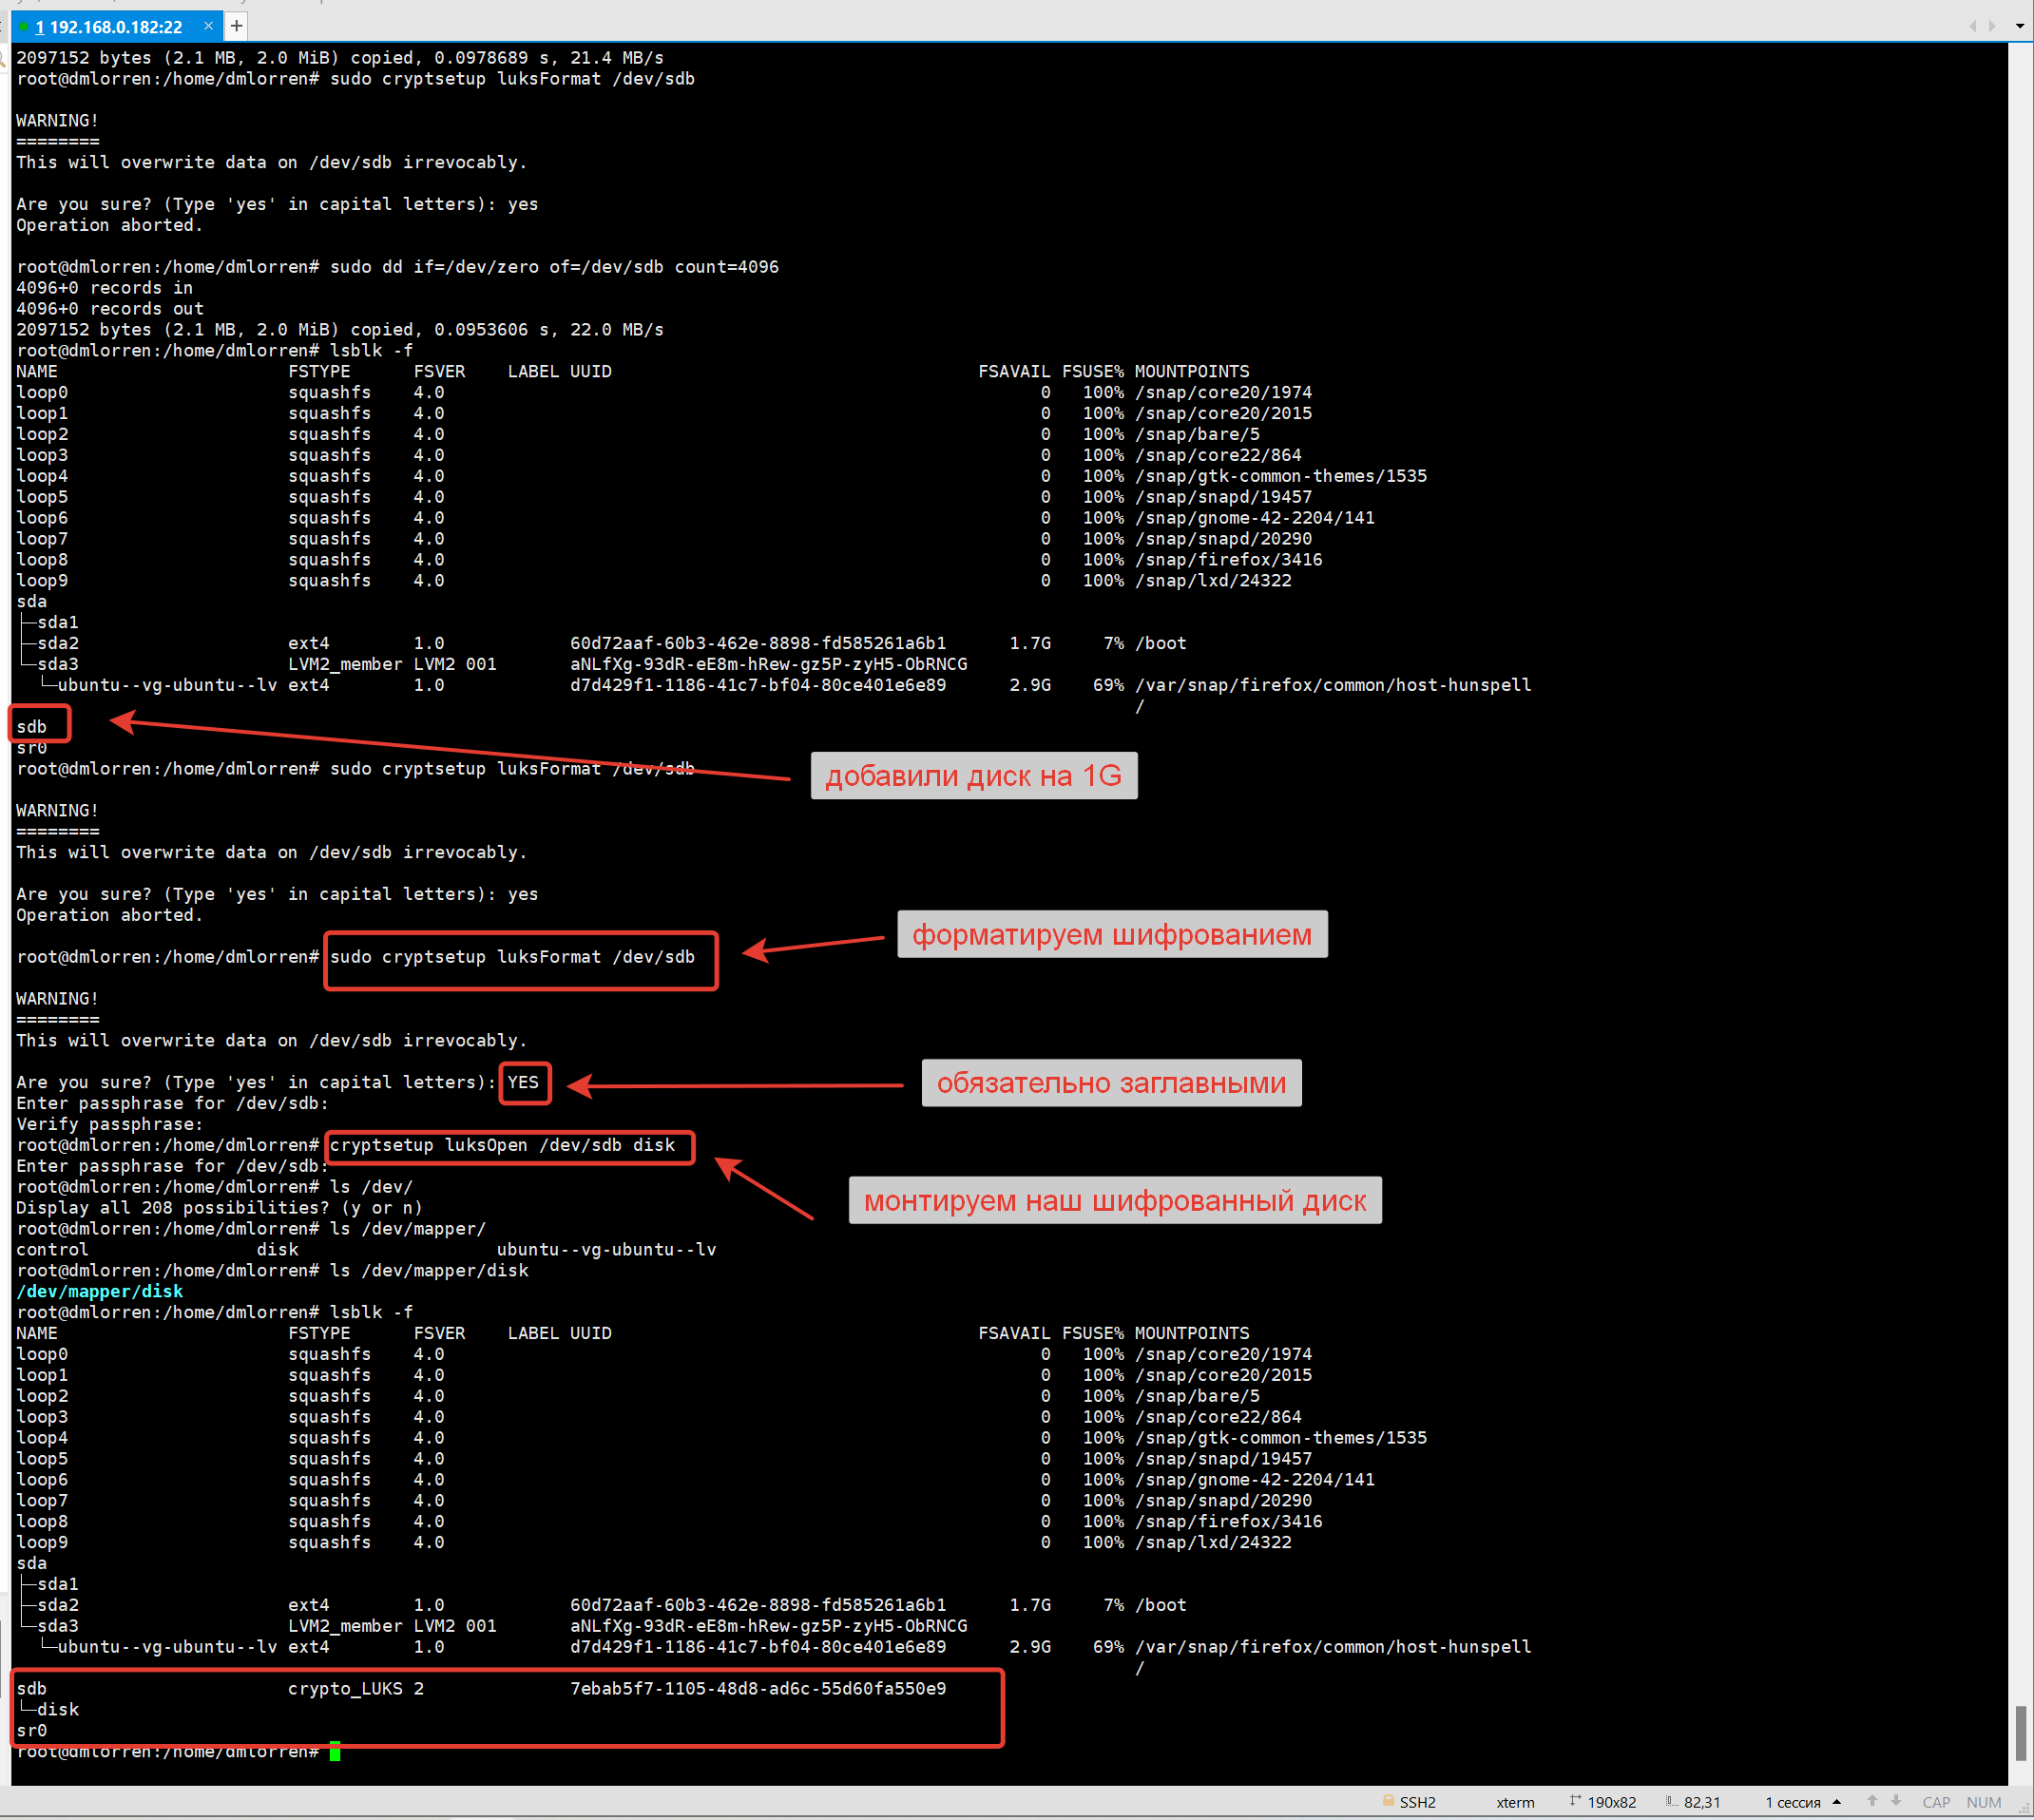 1 192.168.0.182:22 × +
2097152 bytes (2.1 MB, 2.0 MiB) copied, 0.0978689 s, 21.4 MB/s
root@dmlorren:/home/dmlorren# sudo cryptsetup luksFormat /dev/sdb
WARNING!
========
This will overwrite data on /dev/sdb irrevocably.
Are you sure? (Type 'yes' in capital letters): yes
Operation aborted.
root@dmlorren:/home/dmlorren# sudo dd if=/dev/zero of=/dev/sdb count=4096
4096+0 records in
4096+0 records out
2097152 bytes (2.1 MB, 2.0 MiB) copied, 0.0953606 s, 22.0 MB/s
root@dmlorren:/home/dmlorren# lsblk -f
NAME FSTYPE FSVER LABEL UUID FSAVAIL FSUSE% MOUNTPOINTS
loop0 squashfs 4.0 0 100% /snap/core20/1974
loop1 squashfs 4.0 0 100% /snap/core20/2015
loop2 squashfs 4.0 0 100% /snap/bare/5
loop3 squashfs 4.0 0 100% /snap/core22/864
loop4 squashfs 4.0 0 100% /snap/gtk-common-themes/1535
loop5 squashfs 4.0 0 100% /snap/snapd/19457
loop6 squashfs 4.0 0 100% /snap/gnome-42-2204/141
loop7 squashfs 4.0 0 100% /snap/snapd/20290
loop8 squashfs 4.0 0 100% /snap/firefox/3416
loop9 squashfs 4.0 0 100% /snap/lxd/24322
sda
├─sda1
├─sda2 ext4 1.0 60d72aaf-60b3-462e-8898-fd585261a6b1 1.7G 7% /boot
└─sda3 LVM2_member LVM2 001 aNLfXg-93dR-eE8m-hRew-gz5P-zyH5-ObRNCG
└─ubuntu--vg-ubuntu--lv ext4 1.0 d7d429f1-1186-41c7-bf04-80ce401e6e89 2.9G 69% /var/snap/firefox/common/host-hunspell
/
sdb
sr0
root@dmlorren:/home/dmlorren# sudo cryptsetup luksFormat /dev/sdb
добавили диск на 1G
WARNING!
========
This will overwrite data on /dev/sdb irrevocably.
Are you sure? (Type 'yes' in capital letters): yes
Operation aborted.
форматируем шифрованием
root@dmlorren:/home/dmlorren# sudo cryptsetup luksFormat /dev/sdb
WARNING!
========
This will overwrite data on /dev/sdb irrevocably.
Are you sure? (Type 'yes' in capital letters): YES
обязательно заглавными
Enter passphrase for /dev/sdb:
Verify passphrase:
root@dmlorren:/home/dmlorren# cryptsetup luksOpen /dev/sdb disk
Enter passphrase for /dev/sdb:
root@dmlorren:/home/dmlorren# ls /dev/
монтируем наш шифрованный диск
Display all 208 possibilities? (y or n)
root@dmlorren:/home/dmlorren# ls /dev/mapper/
control disk ubuntu--vg-ubuntu--lv
root@dmlorren:/home/dmlorren# ls /dev/mapper/disk
/dev/mapper/disk
root@dmlorren:/home/dmlorren# lsblk -f
NAME FSTYPE FSVER LABEL UUID FSAVAIL FSUSE% MOUNTPOINTS
loop0 squashfs 4.0 0 100% /snap/core20/1974
loop1 squashfs 4.0 0 100% /snap/core20/2015
loop2 squashfs 4.0 0 100% /snap/bare/5
loop3 squashfs 4.0 0 100% /snap/core22/864
loop4 squashfs 4.0 0 100% /snap/gtk-common-themes/1535
loop5 squashfs 4.0 0 100% /snap/snapd/19457
loop6 squashfs 4.0 0 100% /snap/gnome-42-2204/141
loop7 squashfs 4.0 0 100% /snap/snapd/20290
loop8 squashfs 4.0 0 100% /snap/firefox/3416
loop9 squashfs 4.0 0 100% /snap/lxd/24322
sda
├─sda1
├─sda2 ext4 1.0 60d72aaf-60b3-462e-8898-fd585261a6b1 1.7G 7% /boot
└─sda3 LVM2_member LVM2 001 aNLfXg-93dR-eE8m-hRew-gz5P-zyH5-ObRNCG
└─ubuntu--vg-ubuntu--lv ext4 1.0 d7d429f1-1186-41c7-bf04-80ce401e6e89 2.9G 69% /var/snap/firefox/common/host-hunspell
/
sdb crypto_LUKS 2 7ebab5f7-1105-48d8-ad6c-55d60fa550e9
└─disk
sr0
root@dmlorren:/home/dmlorren#
SSH2 xterm 190x82 82,31 1 сессия CAP NUM